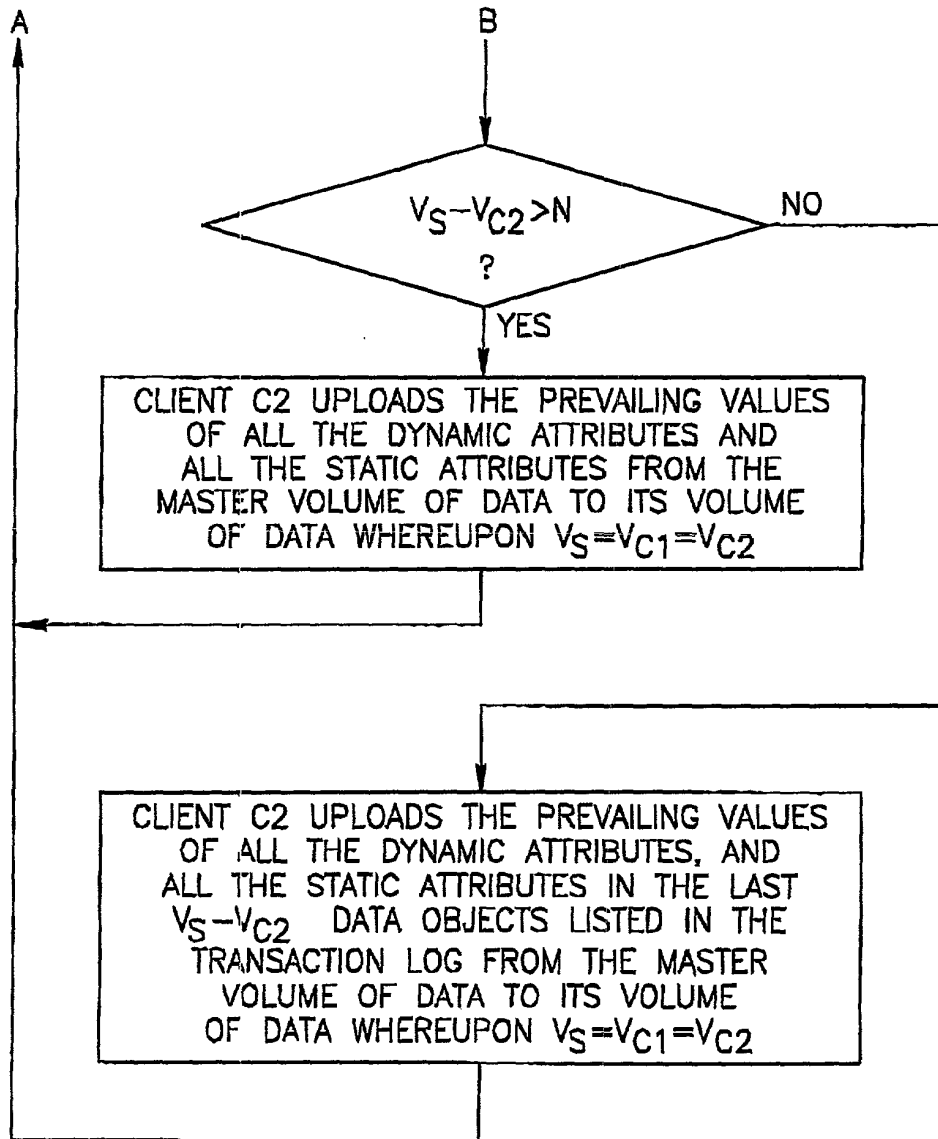 A
B
V_S-V_C2>N
?
NO
YES
CLIENT C2 UPLOADS THE PREVAILING VALUES
OF ALL THE DYNAMIC ATTRIBUTES AND
ALL THE STATIC ATTRIBUTES FROM THE
MASTER VOLUME OF DATA TO ITS VOLUME
OF DATA WHEREUPON V_S=V_C1=V_C2
CLIENT C2 UPLOADS THE PREVAILING VALUES
OF ALL THE DYNAMIC ATTRIBUTES, AND
ALL THE STATIC ATTRIBUTES IN THE LAST
V_S-V_C2 DATA OBJECTS LISTED IN THE
TRANSACTION LOG FROM THE MASTER
VOLUME OF DATA TO ITS VOLUME
OF DATA WHEREUPON V_S=V_C1=V_C2